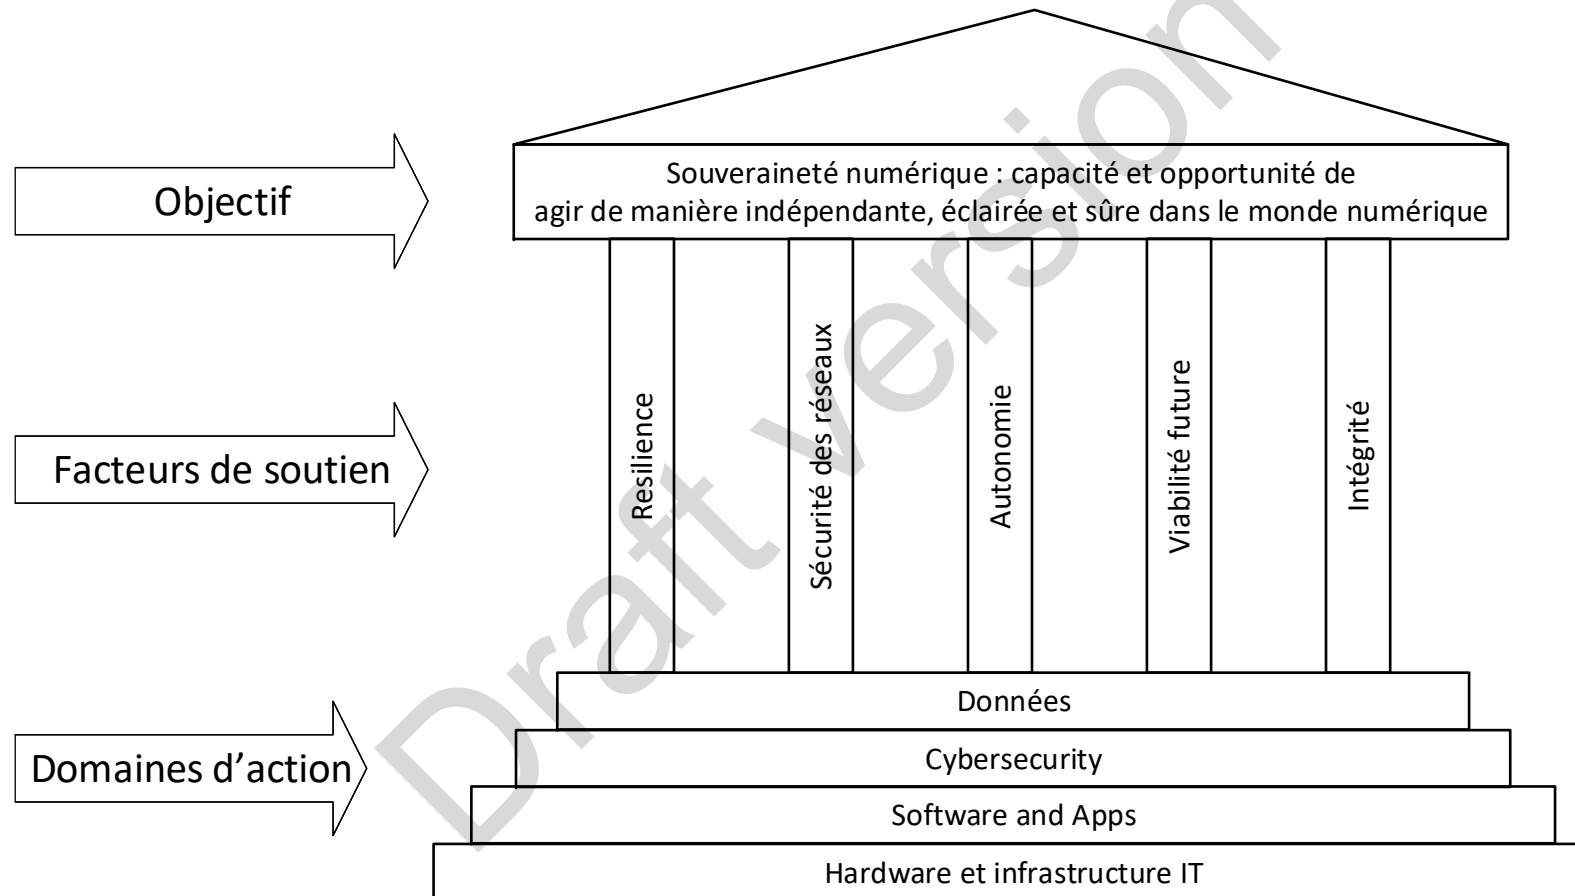 Objectif
Souveraineté numérique : capacité et opportunité de
agir de manière indépendante, éclairée et sûre dans le monde numérique
Facteurs de soutien
Resilience
Sécurité des réseaux
Autonomie
Viabilité future
Intégrité
Domaines d’action
Données
Cybersecurity
Software and Apps
Hardware et infrastructure IT
Draft version